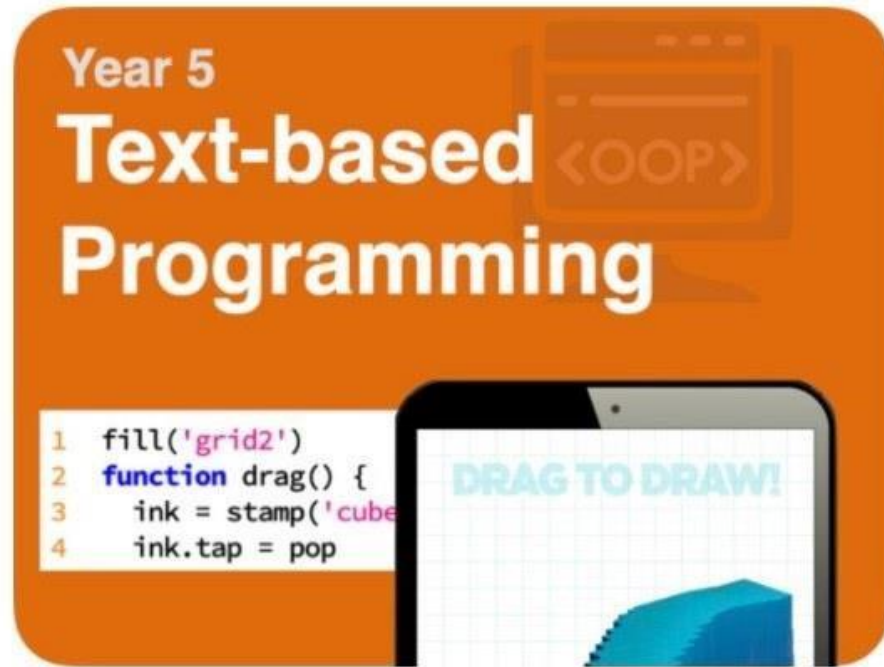 Year 5
Text-based
<OOP>
Programming
1 fill('grid2')
2 function drag() {
3 ink = stamp('cube
4 ink.tap = pop
DRAG TO DRAW!